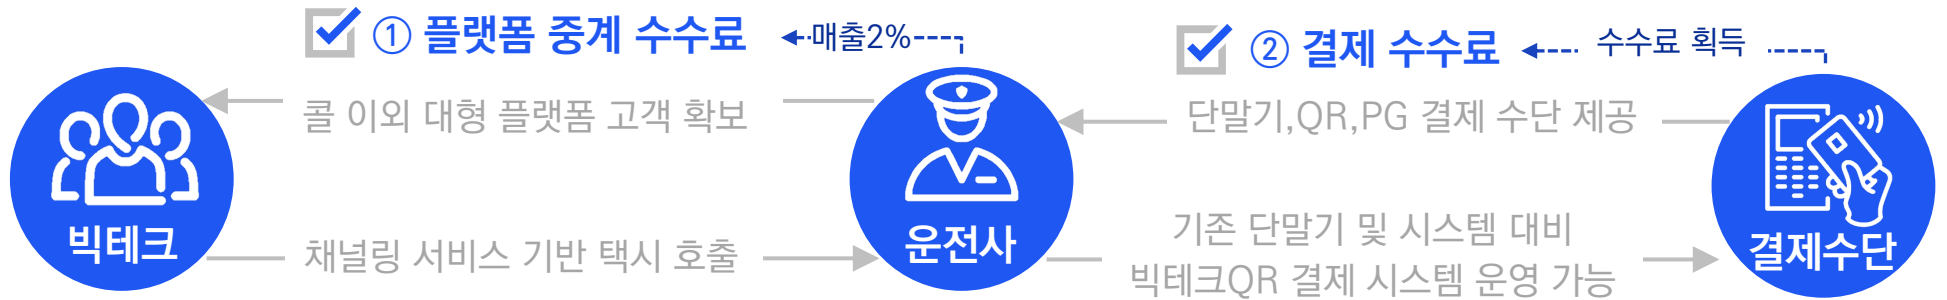 ① 플랫폼 중계 수수료
매출2%
② 결제 수수료
수수료 획득
콜 이외 대형 플랫폼 고객 확보
단말기,QR,PG 결제 수단 제공
빅테크
채널링 서비스 기반 택시 호출
운전사
기존 단말기 및 시스템 대비
빅테크QR 결제 시스템 운영 가능
결제수단